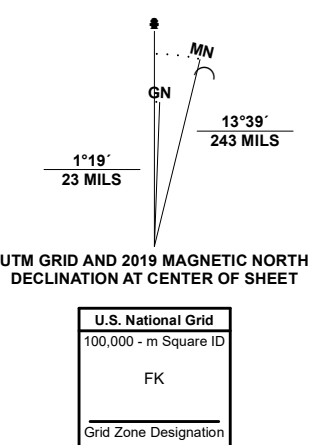 MN
GN
13°39´
243 MILS
1°19´
23 MILS
UTM GRID AND 2019 MAGNETIC NORTH
DECLINATION AT CENTER OF SHEET
U.S. National Grid
100,000 - m Square ID
FK
Grid Zone Designation